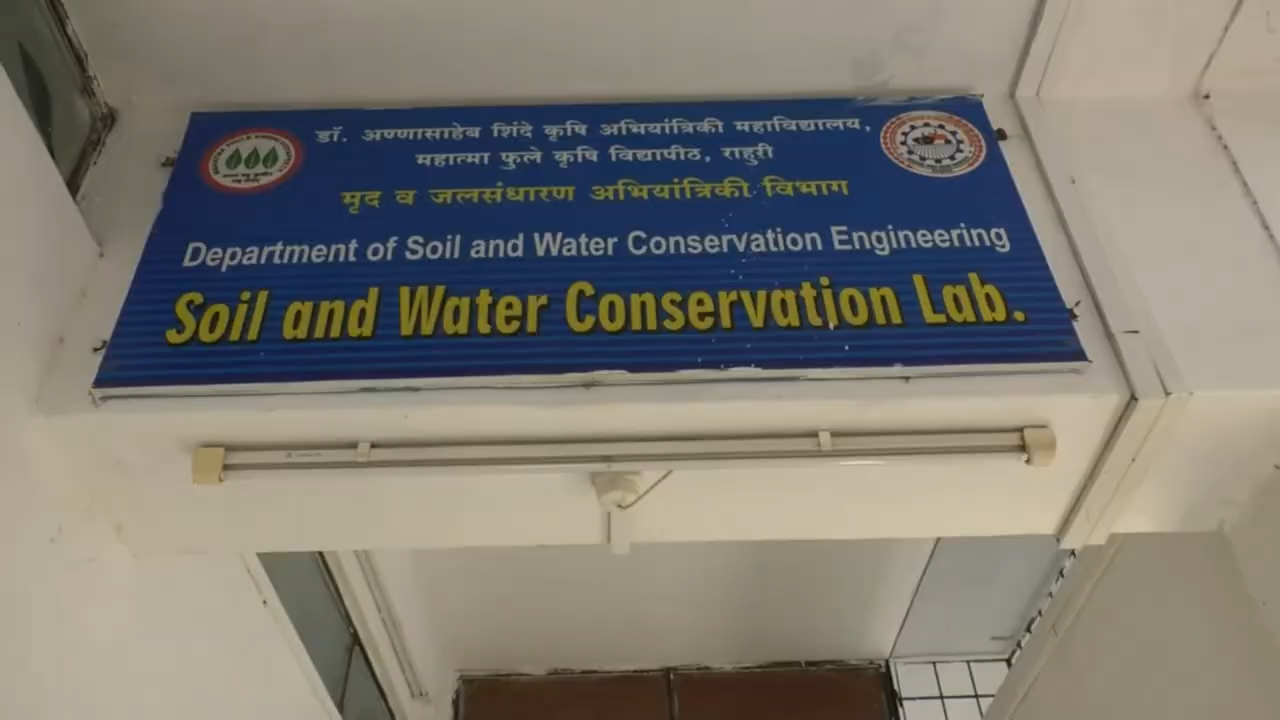 डॉ. अण्णासाहेब शिंदे कृषि अभियांत्रिकी महाविद्यालय,
महात्मा फुले कृषि विद्यापीठ, राहुरी
मृद व जलसंधारण अभियांत्रिकी विभाग
Department of Soil and Water Conservation Engineering
Soil and Water Conservation Lab.